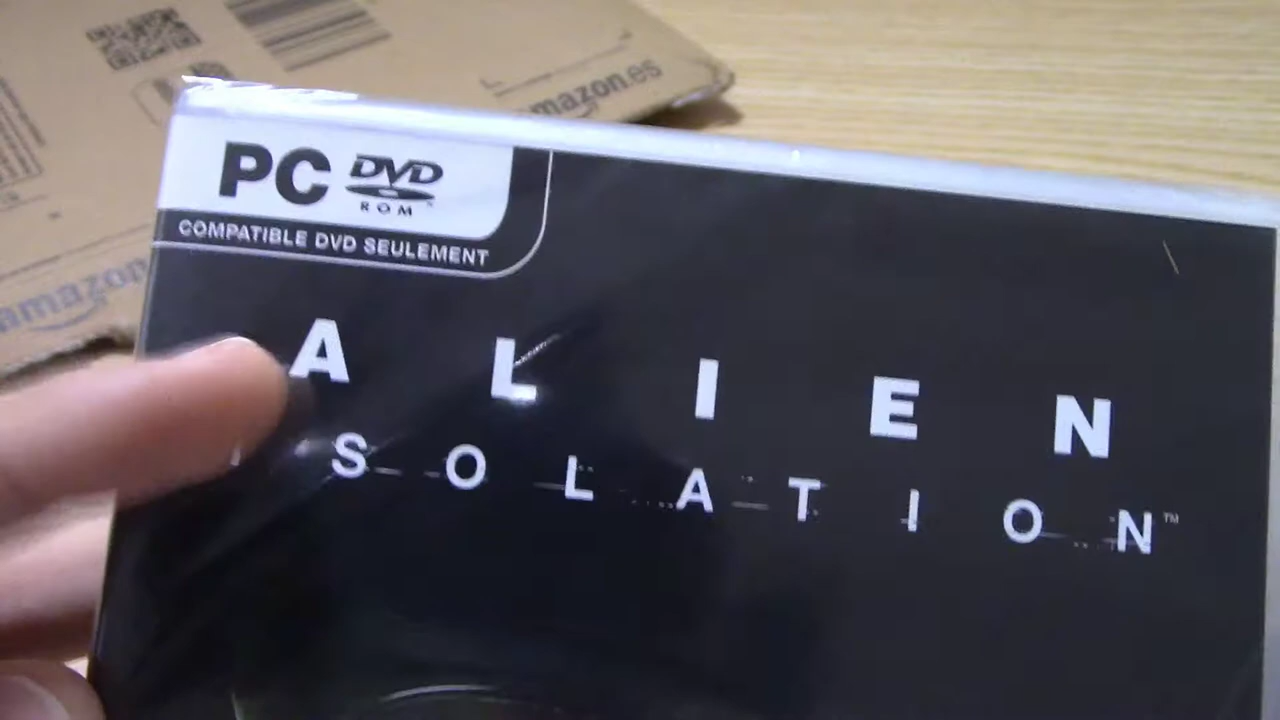 amazon.es
amazon
PC DVD
ROM
COMPATIBLE DVD SEULEMENT
ALIEN
SOLATION™